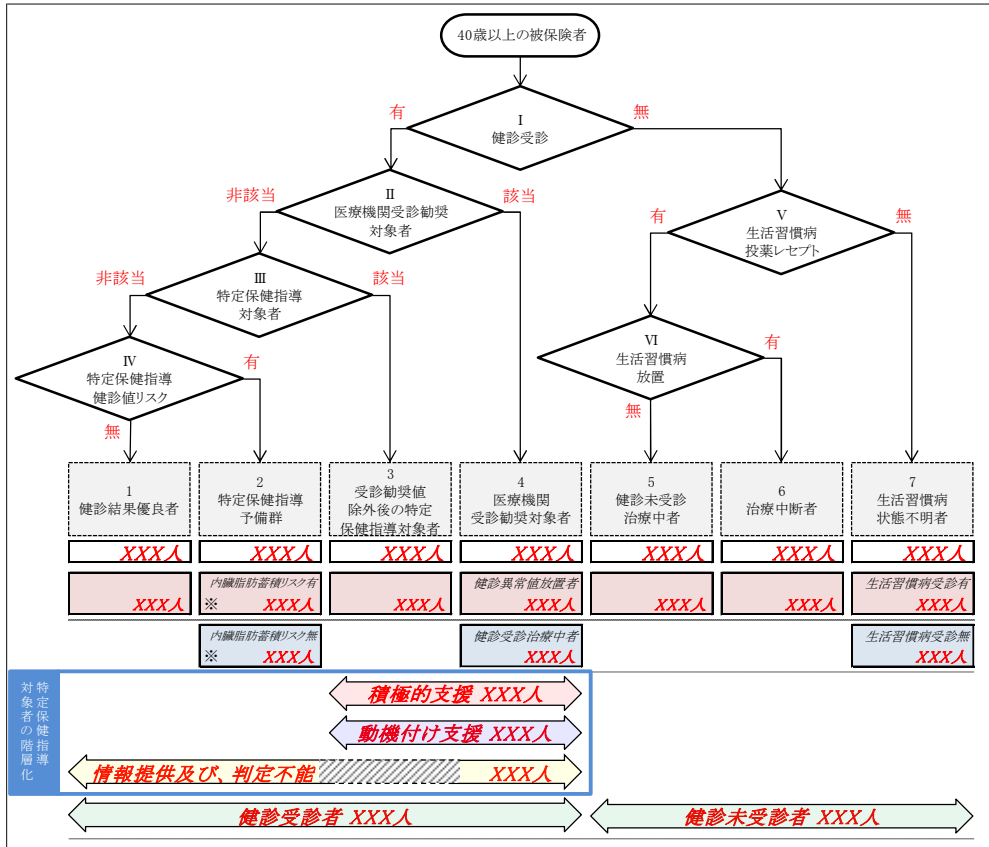 40歳以上の被保険者
Ⅰ
健診受診
有
無
Ⅱ
医療機関受診勧奨
対象者
非該当
該当
Ⅴ
生活習慣病
投薬レセプト
有
無
Ⅲ
特定保健指導
対象者
非該当
該当
Ⅵ
生活習慣病
放置
有
無
Ⅳ
特定保健指導
健診値リスク
有
無
1
健診結果優良者
2
特定保健指導
予備群
3
受診勧奨値
除外後の特定
保健指導対象者
4
医療機関
受診勧奨対象者
5
健診未受診
治療中者
6
治療中断者
7
生活習慣病
状態不明者
XXX人
XXX人
XXX人
XXX人
XXX人
XXX人
XXX人
XXX人
内臓脂肪蓄積リスク有
※ XXX人
XXX人
健診異常値放置者
XXX人
XXX人
XXX人
生活習慣病受診有
XXX人
内臓脂肪蓄積リスク無
※ XXX人
健診受診治療中者
XXX人
生活習慣病受診無
XXX人
特定保健指導
対象者の階層化
積極的支援 XXX人
動機付け支援 XXX人
情報提供及び、判定不能 XXX人
健診受診者 XXX人
健診未受診者 XXX人